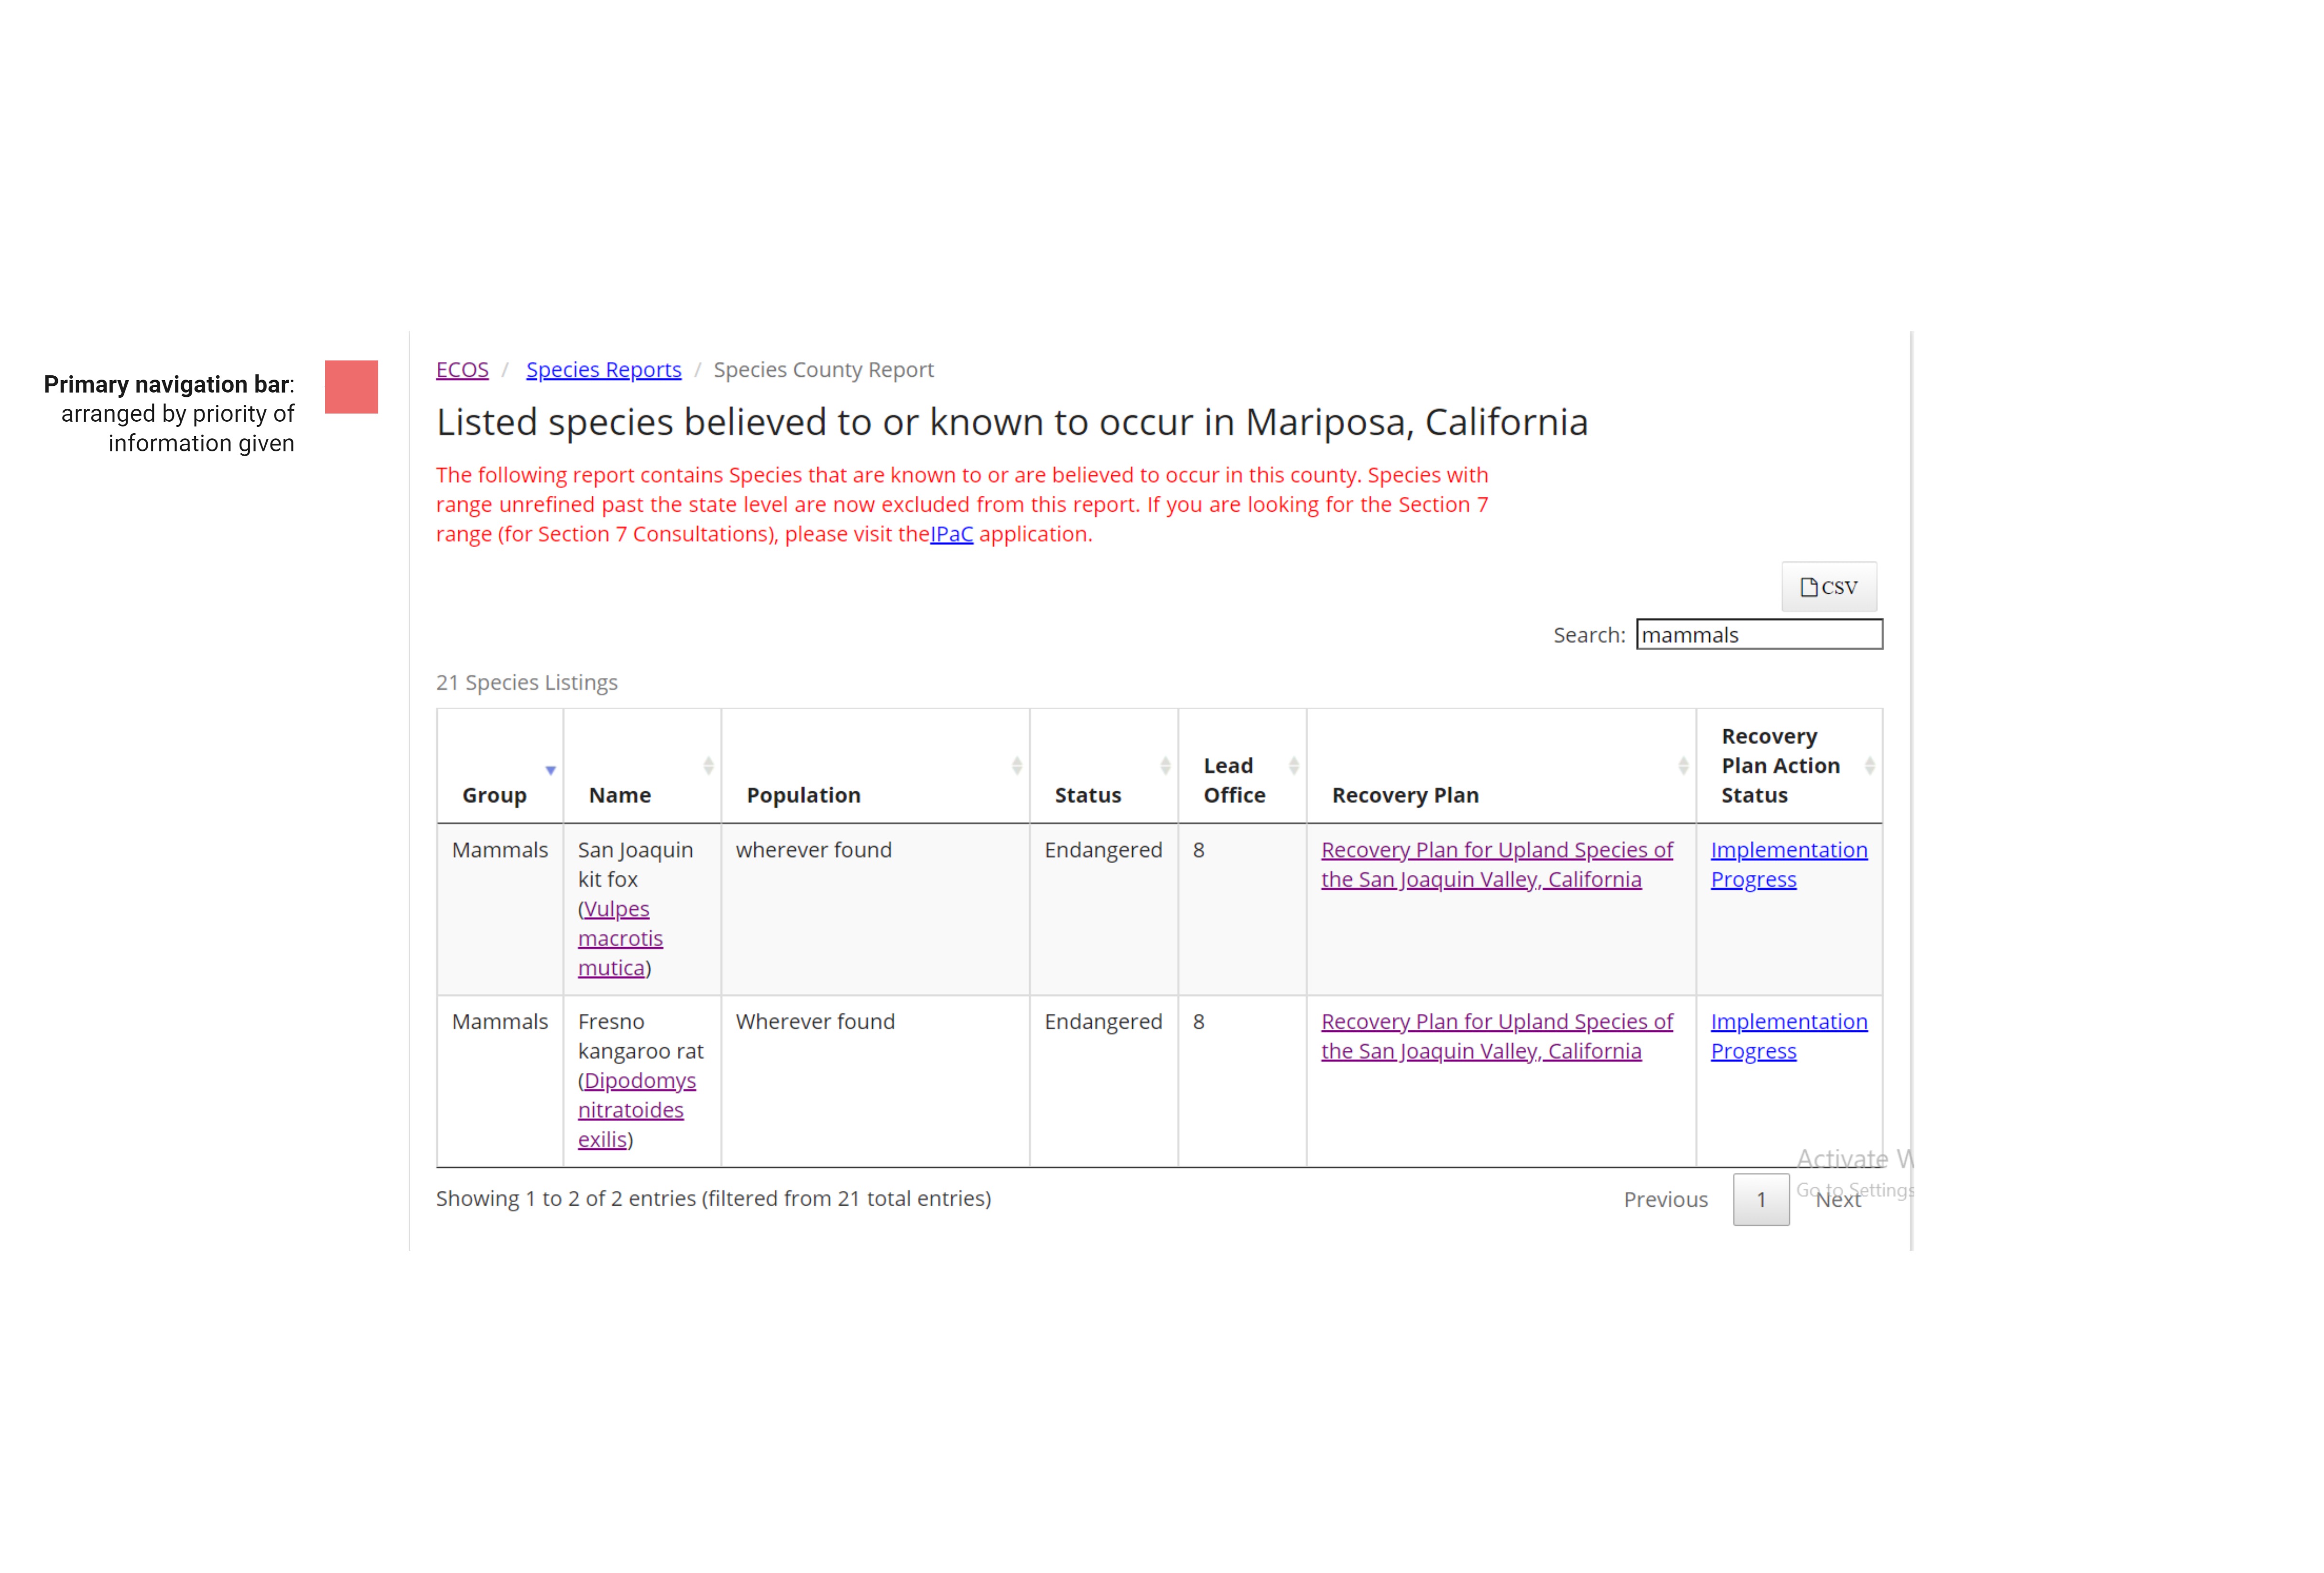 Primary navigation bar:
arranged by priority of
information given
ECOS / Species Reports / Species County Report
Listed species believed to or known to occur in Mariposa, California
The following report contains Species that are known to or are believed to occur in this county. Species with
range unrefined past the state level are now excluded from this report. If you are looking for the Section 7
range (for Section 7 Consultations), please visit theIPaC application.
CSV
Search: mammals
21 Species Listings
Group
Name
Population
Status
Lead
Office
Recovery Plan
Recovery
Plan Action
Status
Mammals
San Joaquin
kit fox
(Vulpes
macrotis
mutica)
wherever found
Endangered
8
Recovery Plan for Upland Species of
the San Joaquin Valley, California
Implementation
Progress
Mammals
Fresno
kangaroo rat
(Dipodomys
nitratoides
exilis)
Wherever found
Endangered
8
Recovery Plan for Upland Species of
the San Joaquin Valley, California
Implementation
Progress
Activate W
Go to Settings
Showing 1 to 2 of 2 entries (filtered from 21 total entries)
Previous 1 Next